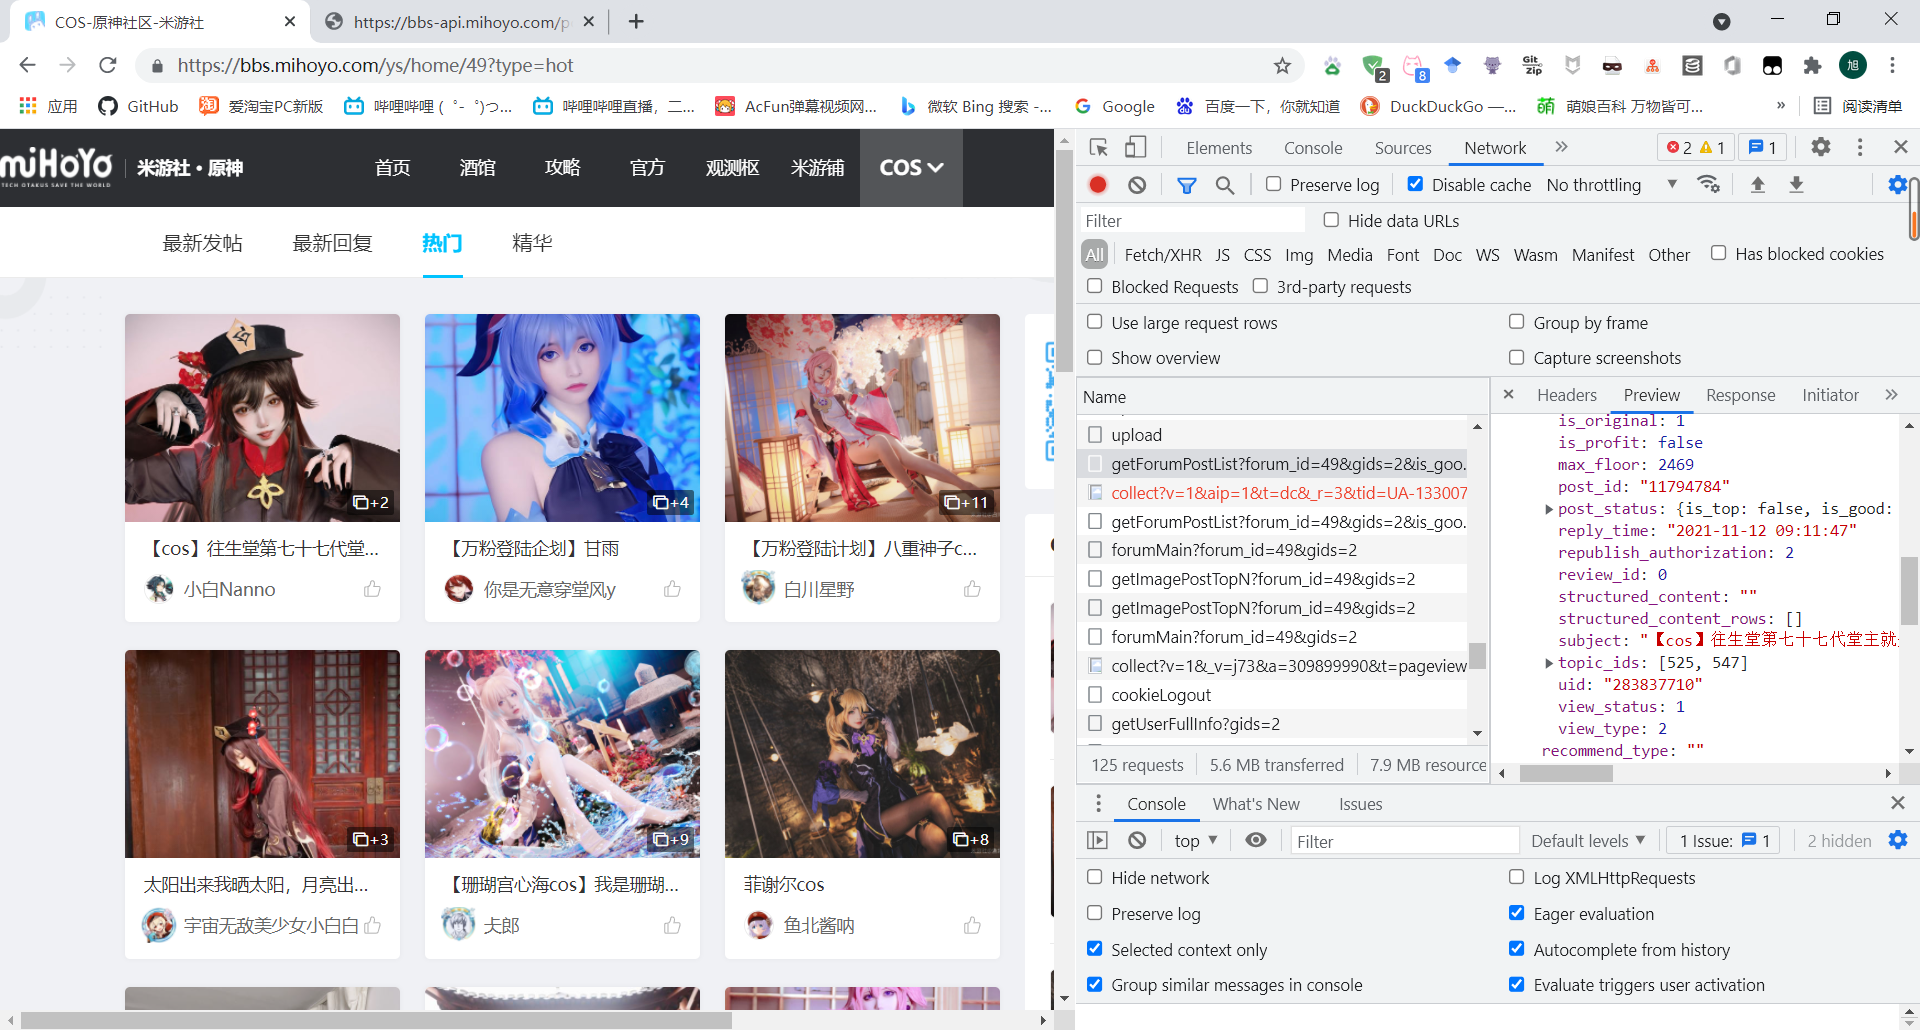 COS-原神社区-米游社
https://bbs-api.mihoyo.com/p
https://bbs.mihoyo.com/ys/home/49?type=hot
2
8
Git Zip
旭
应用
GitHub
爱淘宝PC新版
哔哩哔哩 ( ゜- ゜)つ...
哔哩哔哩直播，二...
AcFun弹幕视频网...
微软 Bing 搜索 -...
Google
百度一下，你就知道
DuckDuckGo —...
萌娘百科 万物皆可...
»
阅读清单
miHoYo
TECH OTAKUS SAVE THE WORLD
米游社·原神
首页
酒馆
攻略
官方
观测枢
米游铺
COS
最新发帖
最新回复
热门
精华
+2
+4
+11
【cos】往生堂第七十七代堂...
【万粉登陆企划】甘雨
【万粉登陆计划】八重神子c...
小白Nanno
你是无意穿堂风y
白川星野
+3
+9
+8
太阳出来我晒太阳，月亮出...
【珊瑚宫心海cos】我是珊瑚...
菲谢尔cos
宇宙无敌美少女小白白
夫郎
鱼北酱呐
Elements
Console
Sources
Network
»
2
1
1
Preserve log
Disable cache
No throttling
Filter
Hide data URLs
All
Fetch/XHR
JS
CSS
Img
Media
Font
Doc
WS
Wasm
Manifest
Other
Has blocked cookies
Blocked Requests
3rd-party requests
Use large request rows
Group by frame
Show overview
Capture screenshots
Name
upload
getForumPostList?forum_id=49&gids=2&is_goo.
collect?v=1&aip=1&t=dc&_r=3&tid=UA-133007
getForumPostList?forum_id=49&gids=2&is_goo.
forumMain?forum_id=49&gids=2
getImagePostTopN?forum_id=49&gids=2
getImagePostTopN?forum_id=49&gids=2
forumMain?forum_id=49&gids=2
collect?v=1&_v=j73&a=309899990&t=pageview
cookieLogout
getUserFullInfo?gids=2
125 requests
5.6 MB transferred
7.9 MB resource
Headers
Preview
Response
Initiator
»
is_original: 1
is_profit: false
max_floor: 2469
post_id: "11794784"
post_status: {is_top: false, is_good:
reply_time: "2021-11-12 09:11:47"
republish_authorization: 2
review_id: 0
structured_content: ""
structured_content_rows: []
subject: "【cos】往生堂第七十七代堂主就
topic_ids: [525, 547]
uid: "283837710"
view_status: 1
view_type: 2
recommend_type: ""
Console
What's New
Issues
top
Filter
Default levels
1 Issue:
1
2 hidden
Hide network
Log XMLHttpRequests
Preserve log
Eager evaluation
Selected context only
Autocomplete from history
Group similar messages in console
Evaluate triggers user activation